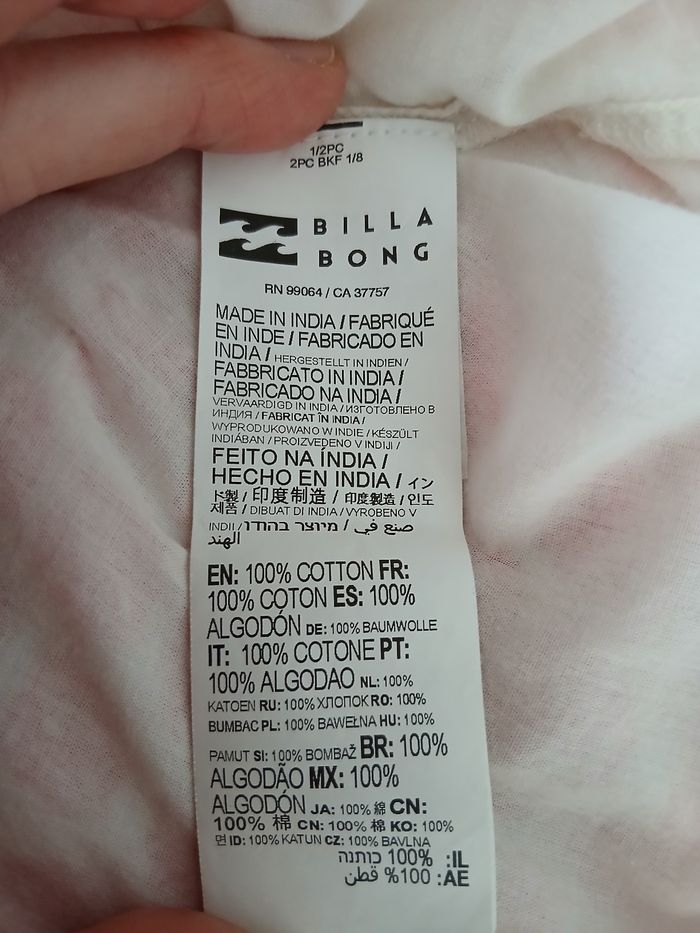 1/2PC
2PC BKF 1/8
BILLA
BONG
RN 99064 / CA 37757
MADE IN INDIA / FABRIQUÉ
EN INDE / FABRICADO EN
INDIA / HERGESTELLT IN INDIEN /
FABBRICATO IN INDIA /
FABRICADO NA INDIA /
VERVAARDIGD IN INDIA / ИЗГОТОВЛЕНО В
ИНДИЯ / FABRICAT ÎN INDIA /
WYPRODUKOWANO W INDIE / KÉSZÜLT
INDIÁBAN / PROIZVEDENO V INDIJI /
FEITO NA ÍNDIA /
HECHO EN INDIA / イン
ド製 / 印度制造 / 印度製造 / 인도
제품 / DIBUAT DI INDIA / VYROBENO V
INDII / מיוצר בהודו / صنع في
الهند
EN: 100% COTTON FR:
100% COTON ES: 100%
ALGODÓN DE: 100% BAUMWOLLE
IT: 100% COTONE PT:
100% ALGODAO NL: 100%
KATOEN RU: 100% ХЛОПОК RO: 100%
BUMBAC PL: 100% BAWEŁNA HU: 100%
PAMUT SI: 100% BOMBAŽ BR: 100%
ALGODÃO MX: 100%
ALGODÓN JA: 100% 綿 CN:
100% 棉 CN: 100% 棉 KO: 100%
면 ID: 100% KATUN CZ: 100% BAVLNA
IL: 100% כותנה
AE: 100% قطن